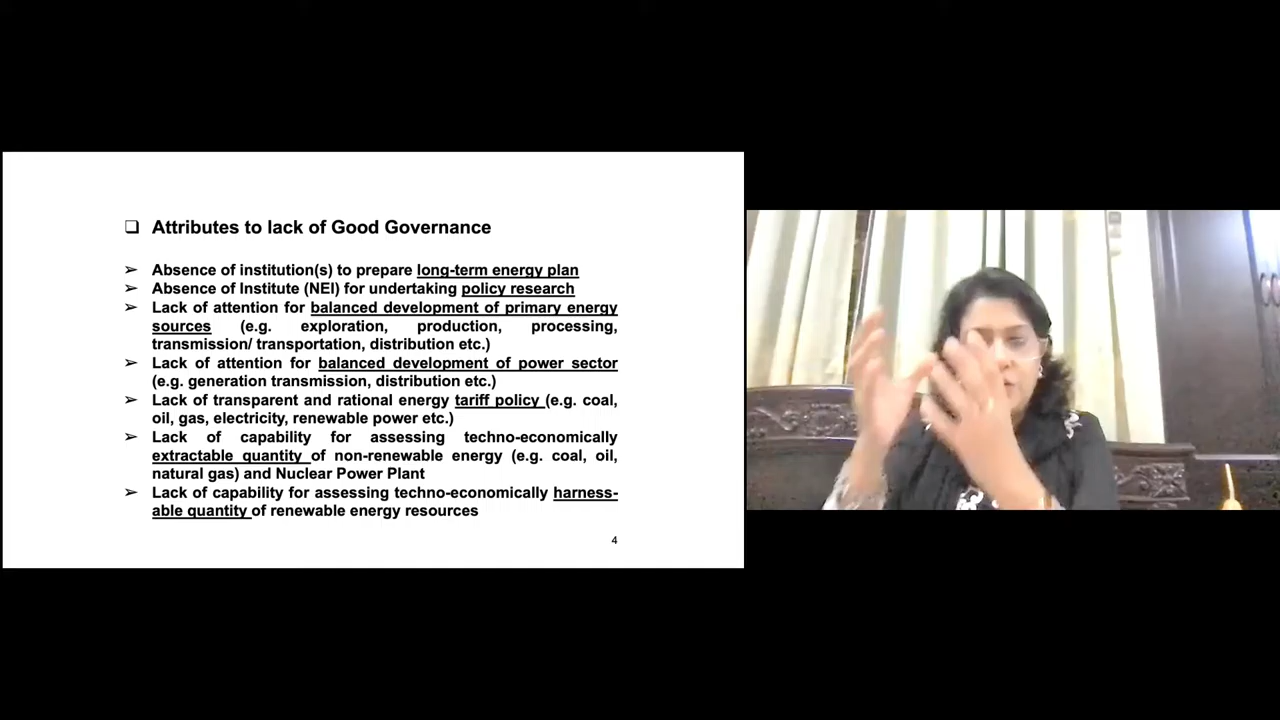 ❑ Attributes to lack of Good Governance
➢ Absence of institution(s) to prepare long-term energy plan
➢ Absence of Institute (NEI) for undertaking policy research
➢ Lack of attention for balanced development of primary energy
sources (e.g. exploration, production, processing,
transmission/ transportation, distribution etc.)
➢ Lack of attention for balanced development of power sector
(e.g. generation transmission, distribution etc.)
➢ Lack of transparent and rational energy tariff policy (e.g. coal,
oil, gas, electricity, renewable power etc.)
➢ Lack of capability for assessing techno-economically
extractable quantity of non-renewable energy (e.g. coal, oil,
natural gas) and Nuclear Power Plant
➢ Lack of capability for assessing techno-economically harness-
able quantity of renewable energy resources
4